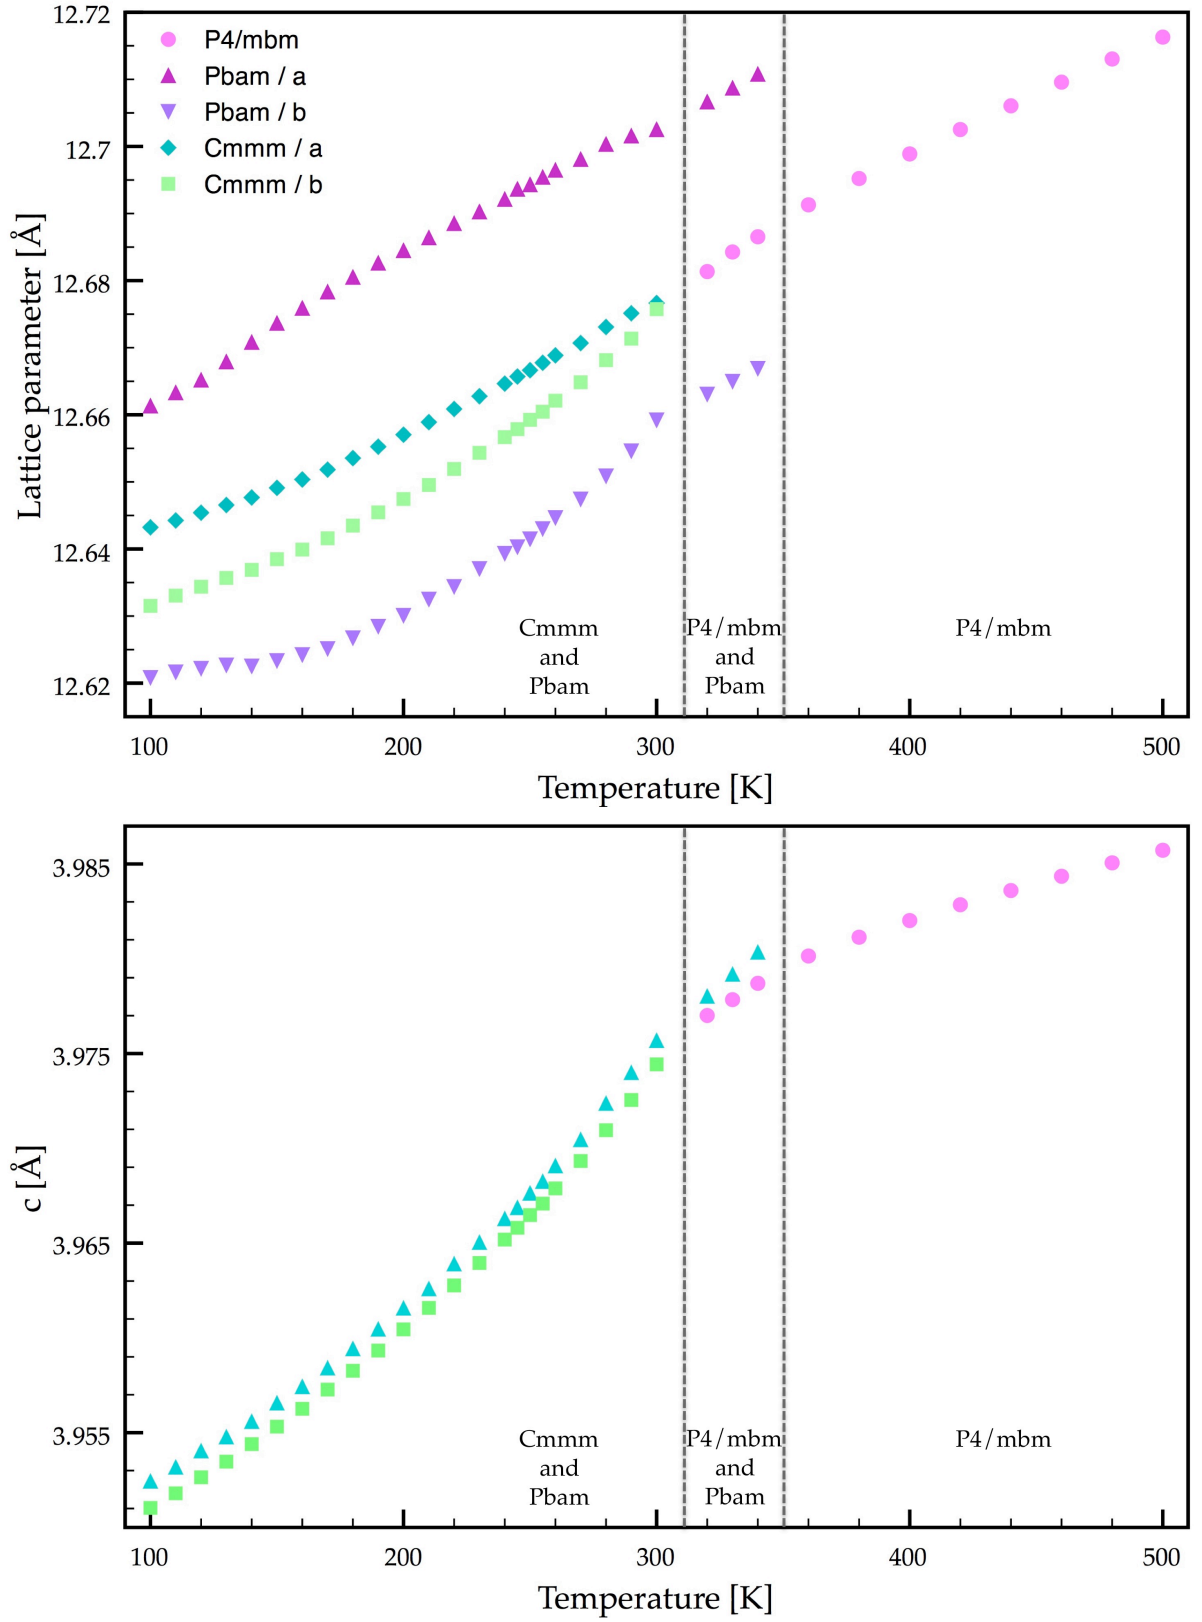 12.72
P4/mbm
Pbam / a
Pbam / b
Cmmm / a
Cmmm / b
12.7
12.68
12.66
12.64
12.62
Lattice parameter [Å]
Cmmm
and
Pbam
P4/mbm
and
Pbam
P4/mbm
100
200
300
400
500
Temperature [K]
3.985
3.975
3.965
3.955
c [Å]
Cmmm
and
Pbam
P4/mbm
and
Pbam
P4/mbm
100
200
300
400
500
Temperature [K]